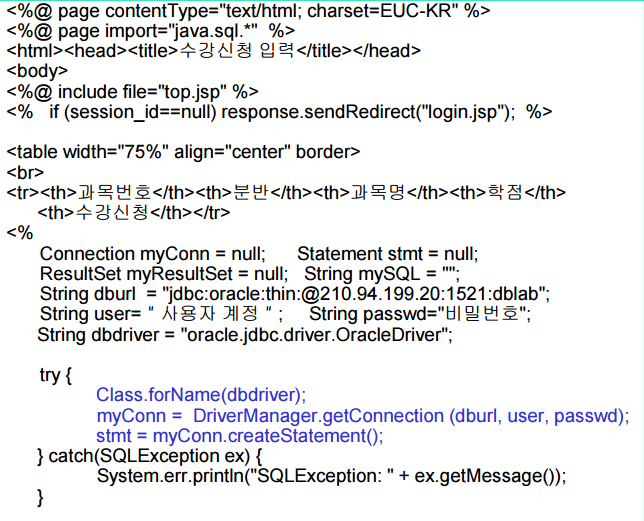 <%@ page contentType="text/html; charset=EUC-KR" %>
<%@ page import="java.sql.*"  %>
<html><head><title>수강신청 입력</title></head>
<body>
<%@ include file="top.jsp" %>
<%   if (session_id==null) response.sendRedirect("login.jsp");  %>
<table width="75%" align="center" border>
<br>
<tr><th>과목번호</th><th>분반</th><th>과목명</th><th>학점</th>
<th>수강신청</th></tr>
<%
Connection myConn = null;      Statement stmt = null;
ResultSet myResultSet = null;   String mySQL = "";
String dburl  = "jdbc:oracle:thin:@210.94.199.20:1521:dblab";
String user= " 사용자 계정 " ;     String passwd="비밀번호";
String dbdriver = "oracle.jdbc.driver.OracleDriver";
try {
Class.forName(dbdriver);
myConn =  DriverManager.getConnection (dburl, user, passwd);
stmt = myConn.createStatement();
} catch(SQLException ex) {
System.err.println("SQLException: " + ex.getMessage());
}